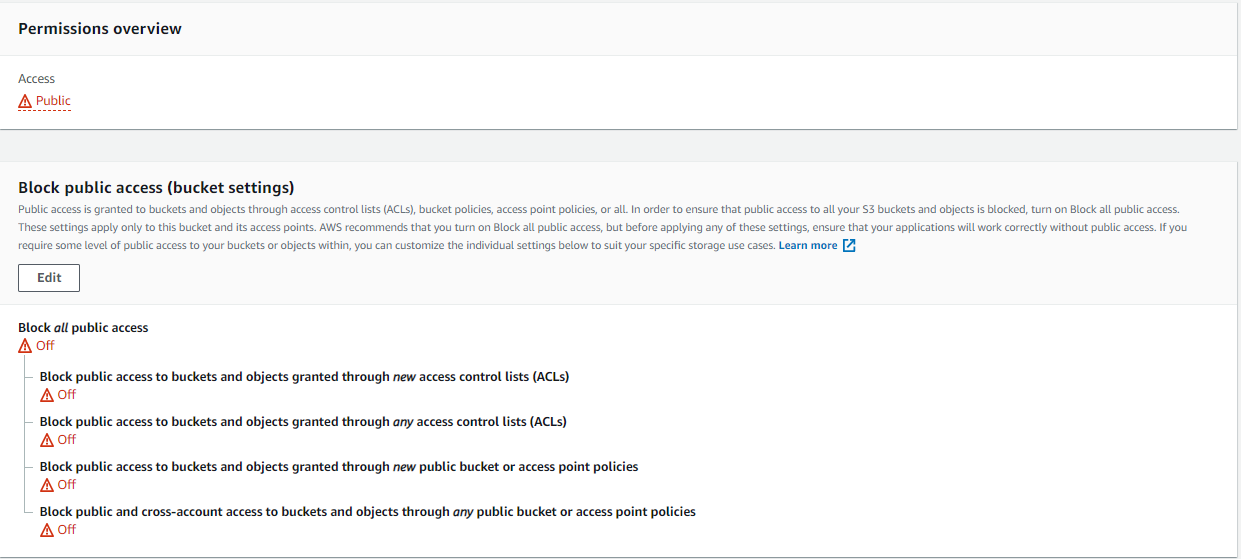 Permissions overview
Access
Public
Block public access (bucket settings)
Public access is granted to buckets and objects through access control lists (ACLs), bucket policies, access point policies, or all. In order to ensure that public access to all your S3 buckets and objects is blocked, turn on Block all public access.
These settings apply only to this bucket and its access points. AWS recommends that you turn on Block all public access, but before applying any of these settings, ensure that your applications will work correctly without public access. If you
require some level of public access to your buckets or objects within, you can customize the individual settings below to suit your specific storage use cases. Learn more
Edit
Block all public access
Off
Block public access to buckets and objects granted through new access control lists (ACLs)
Off
Block public access to buckets and objects granted through any access control lists (ACLs)
Off
Block public access to buckets and objects granted through new public bucket or access point policies
Off
Block public and cross-account access to buckets and objects through any public bucket or access point policies
Off